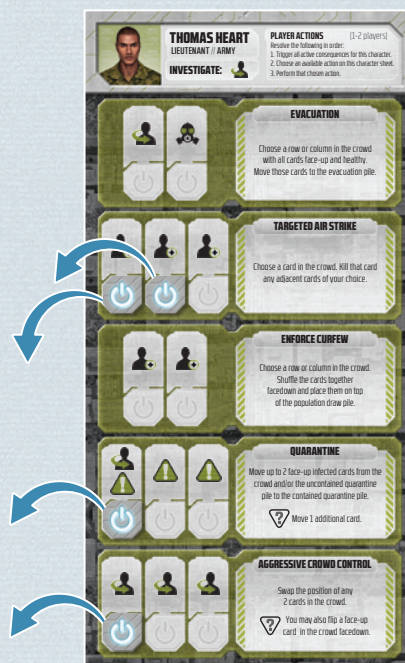 THOMAS HEART
LIEUTENANT // ARMY
INVESTIGATE:
PLAYER ACTIONS (1-2 players)
Resolve the following in order:
1. Trigger all active consequences for this character.
2. Choose an available action on this character sheet.
3. Perform that chosen action.
EVACUATION
Choose a row or column in the crowd
with all cards face-up and healthy.
Move those cards to the evacuation pile.
TARGETED AIR STRIKE
Choose a card in the crowd. Kill that card
any adjacent cards of your choice.
ENFORCE CURFEW
Choose a row or column in the crowd.
Shuffle the cards together
facedown and place them on top
of the population draw pile.
QUARANTINE
Move up to 2 face-up infected cards from the
crowd and/or the uncontained quarantine
pile to the contained quarantine pile.
? Move 1 additional card.
AGGRESSIVE CROWD CONTROL
Swap the position of any
2 cards in the crowd.
? You may also flip a face-up
card in the crowd facedown.